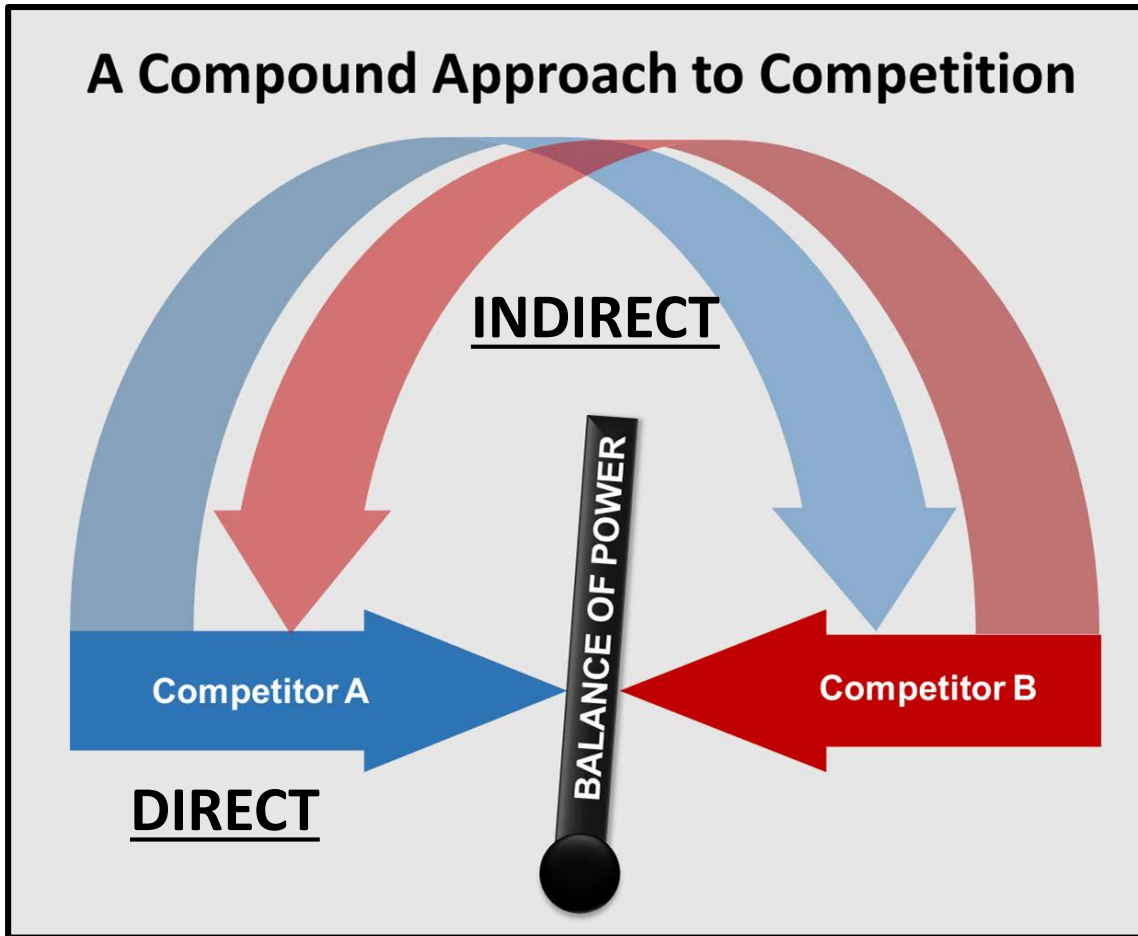 A Compound Approach to Competition
INDIRECT
BALANCE OF POWER
Competitor A
Competitor B
DIRECT